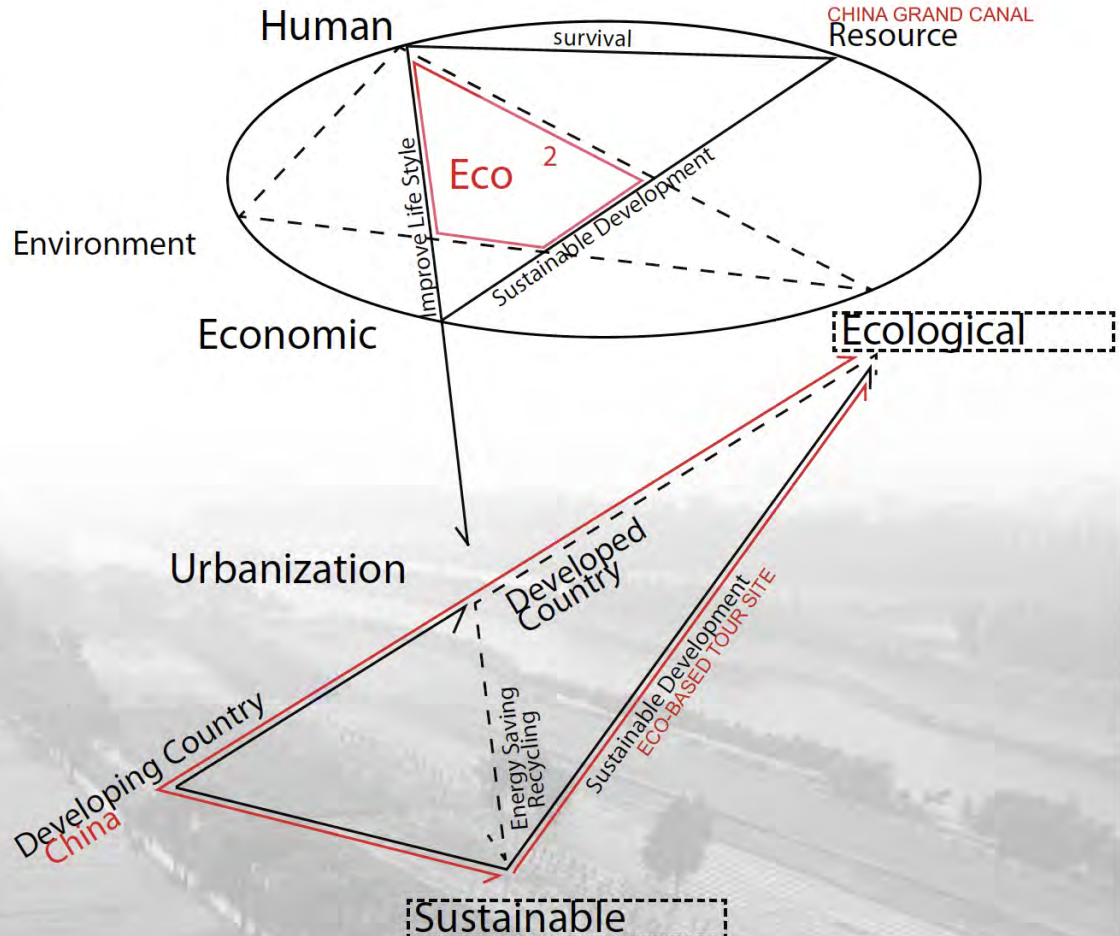 CHINA GRAND CANAL
Human
survival
Resource
Improve Life Style
Eco
2
Sustainable Development
Environment
Economic
Ecological
Urbanization
Developed
Country
Developing Country
China
Energy Saving
Recycling
Sustainable Development
ECO-BASED TOUR SITE
Sustainable